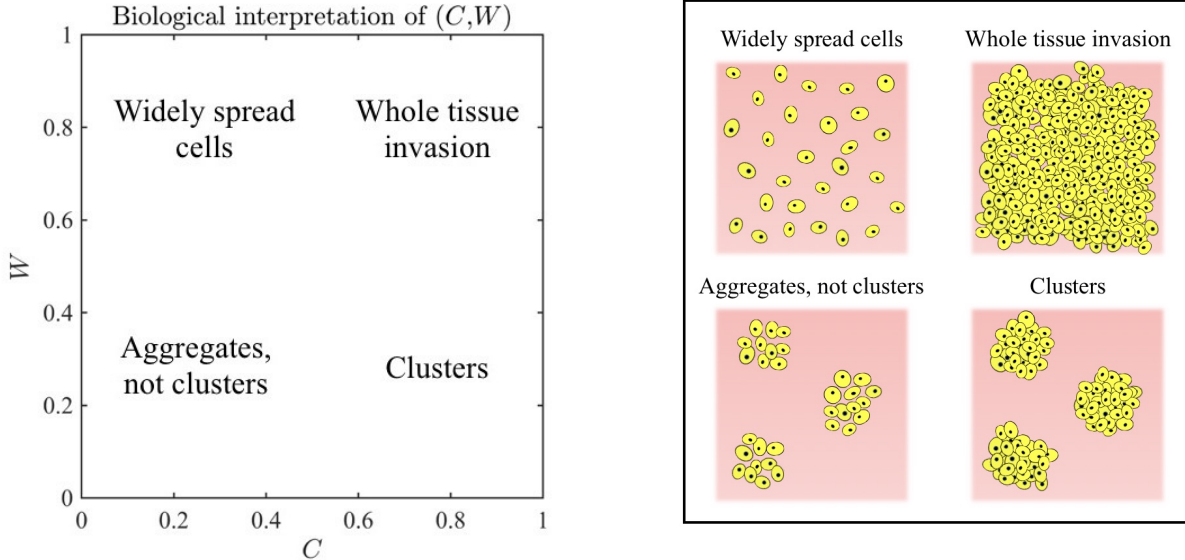 Biological interpretation of (C,W)
1
0.8
0.6
0.4
0.2
0
0
0.2
0.4
0.6
0.8
1
W
C
Widely spread
cells
Whole tissue
invasion
Aggregates,
not clusters
Clusters
Widely spread cells
Whole tissue invasion
Aggregates, not clusters
Clusters